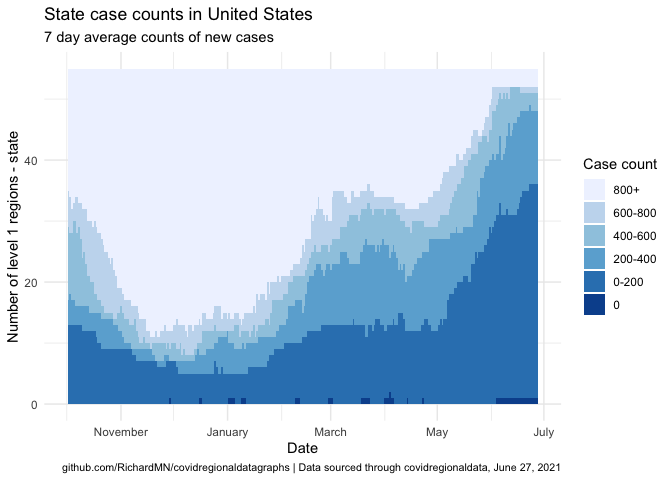 State case counts in United States
7 day average counts of new cases
Number of level 1 regions - state
40
20
0
November
January
March
May
July
Date
Case count
800+
600-800
400-600
200-400
0-200
0
github.com/RichardMN/covidregionaldatagraphs | Data sourced through covidregionaldata, June 27, 2021